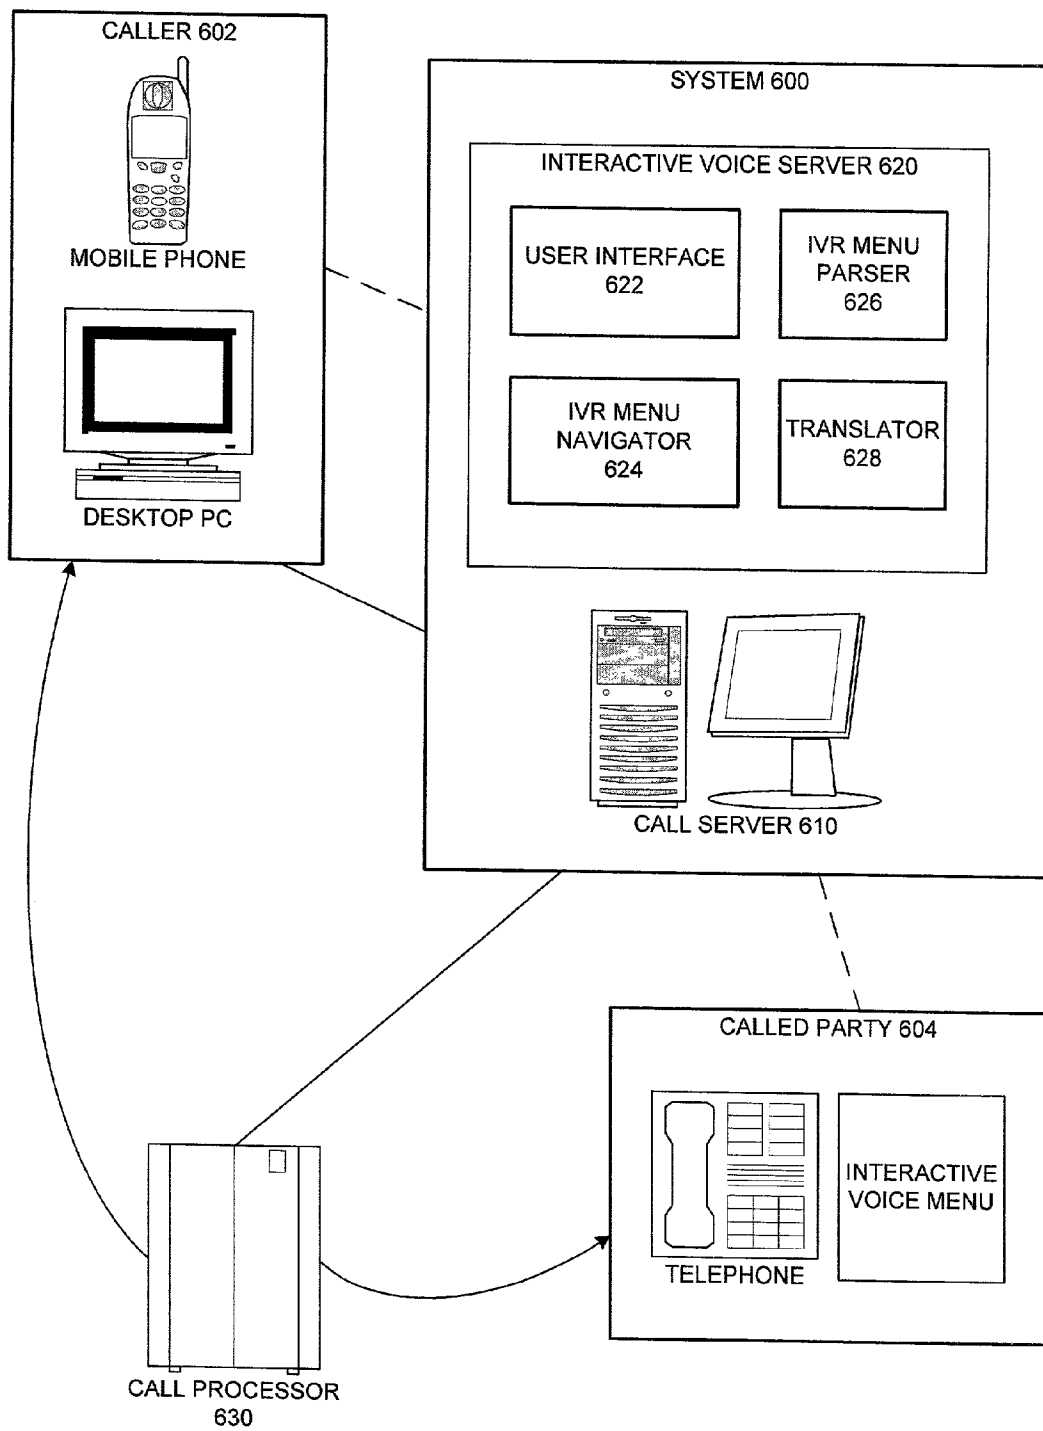 CALLER 602
MOBILE PHONE
DESKTOP PC
SYSTEM 600
INTERACTIVE VOICE SERVER 620
USER INTERFACE
622
IVR MENU
PARSER
626
IVR MENU
NAVIGATOR
624
TRANSLATOR
628
CALL SERVER 610
CALLED PARTY 604
TELEPHONE
INTERACTIVE
VOICE MENU
CALL PROCESSOR
630